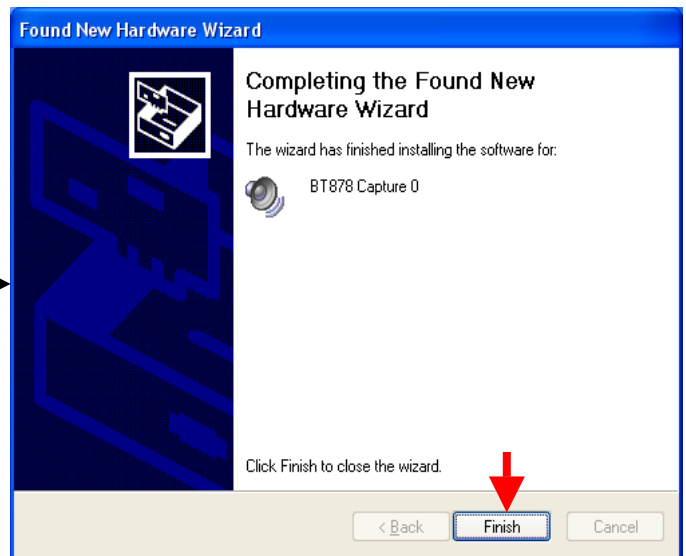 Found New Hardware Wizard
Completing the Found New
Hardware Wizard
The wizard has finished installing the software for:
BT878 Capture 0
Click Finish to close the wizard.
< Back
Finish
Cancel